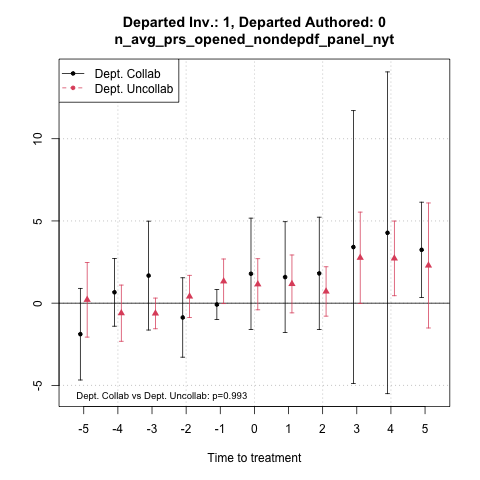 Departed Inv.: 1, Departed Authored: 0
n_avg_prs_opened_nondepdf_panel_nyt
Dept. Collab
Dept. Uncollab
10
5
0
-5
Dept. Collab vs Dept. Uncollab: p=0.993
-5 -4 -3 -2 -1 0 1 2 3 4 5
Time to treatment